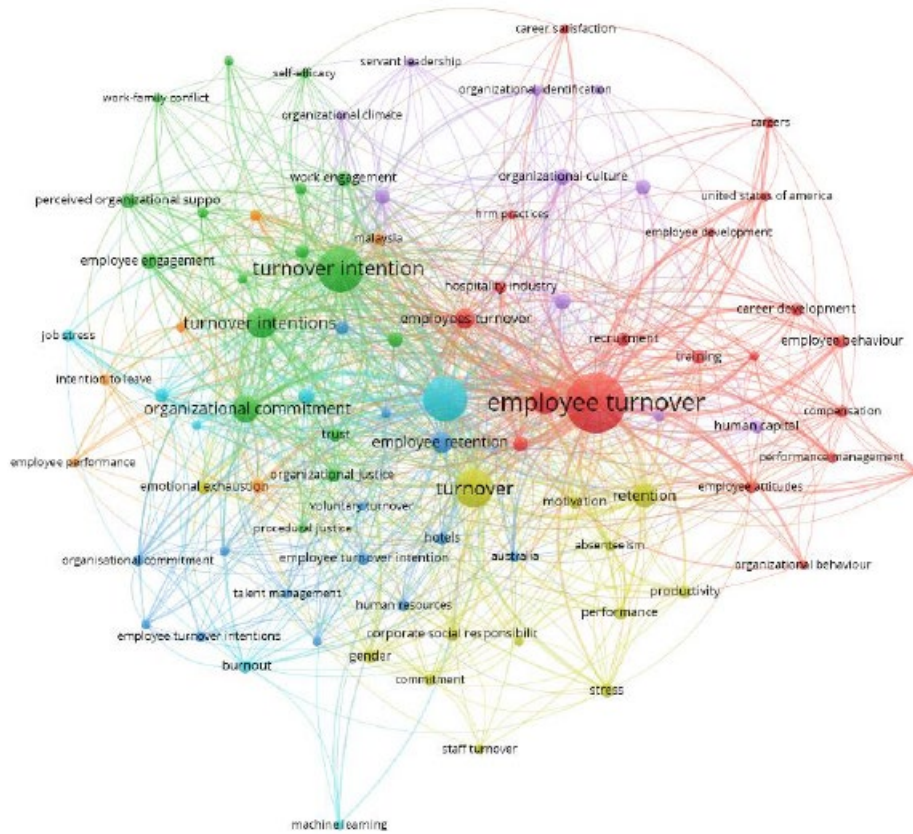 career satisfaction
servant leadership
self-efficacy
organizational identification
work-family conflict
organizational climate
careers
work engagement
organizational culture
perceived organizational suppo
united states of america
hrm practices
employee development
malaysia
employee engagement
turnover intention
hospitality industry
career development
turnover intentions
employees turnover
recruitment
employee behaviour
job stress
training
intention to leave
employee turnover
organizational commitment
compensation
human capital
trust
employee retention
employee performance
performance management
organizational justice
emotional exhaustion
turnover
motivation
retention
employee attitudes
voluntary turnover
procedural justice
hotels
absenteeism
organisational commitment
employee turnover intention
australia
organizational behaviour
talent management
productivity
human resources
performance
employee turnover intentions
corporate social responsibilit
gender
burnout
commitment
stress
staff turnover
machine learning